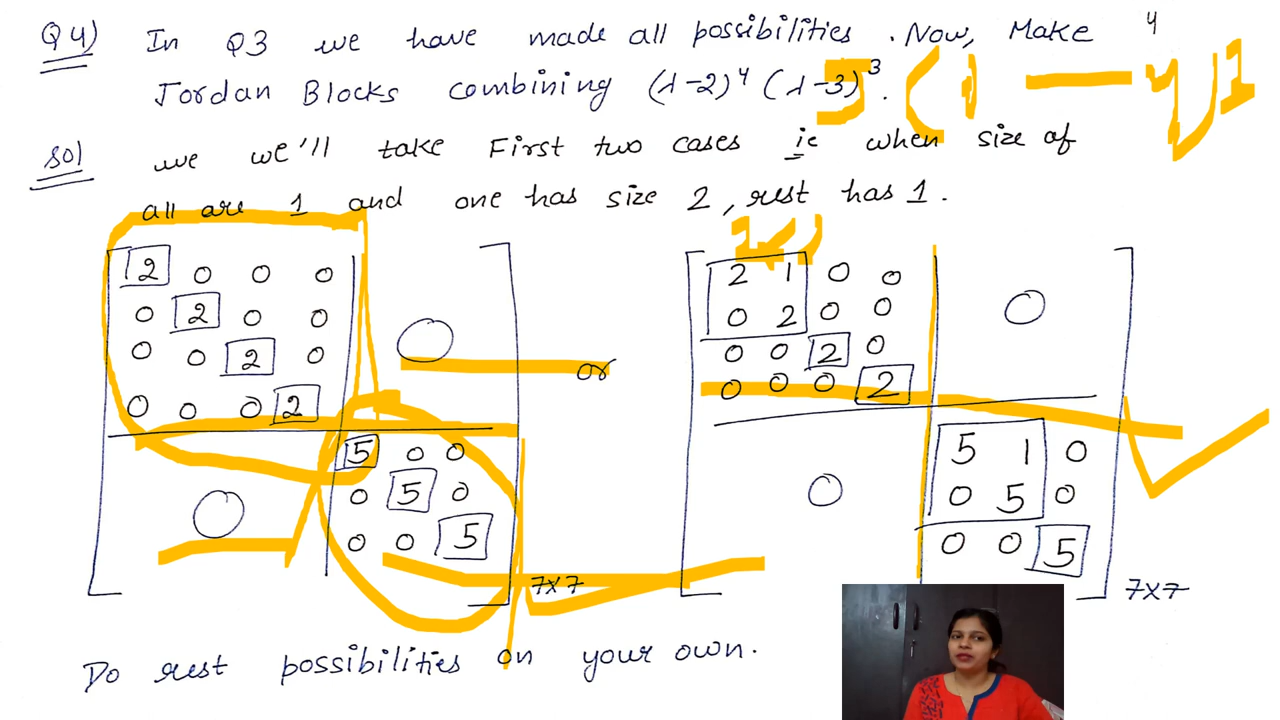 Q4) In Q3 we have made all possibilities. Now, Make 4
Jordan Blocks combining (λ-2)⁴ (λ-3)³.
Sol we we'll take First two cases ie when size of
all are 1 and one has size 2, rest has 1.
2 0 0 0
0 2 0 0
0 0 2 0
0 0 0 2
0
0
5 0 0
0 5 0
0 0 5
7x7
or
2 1 0 0
0 2 0 0
0 0 2 0
0 0 0 2
0
0
5 1 0
0 5 0
0 0 5
7x7
Do rest possibilities on your own.